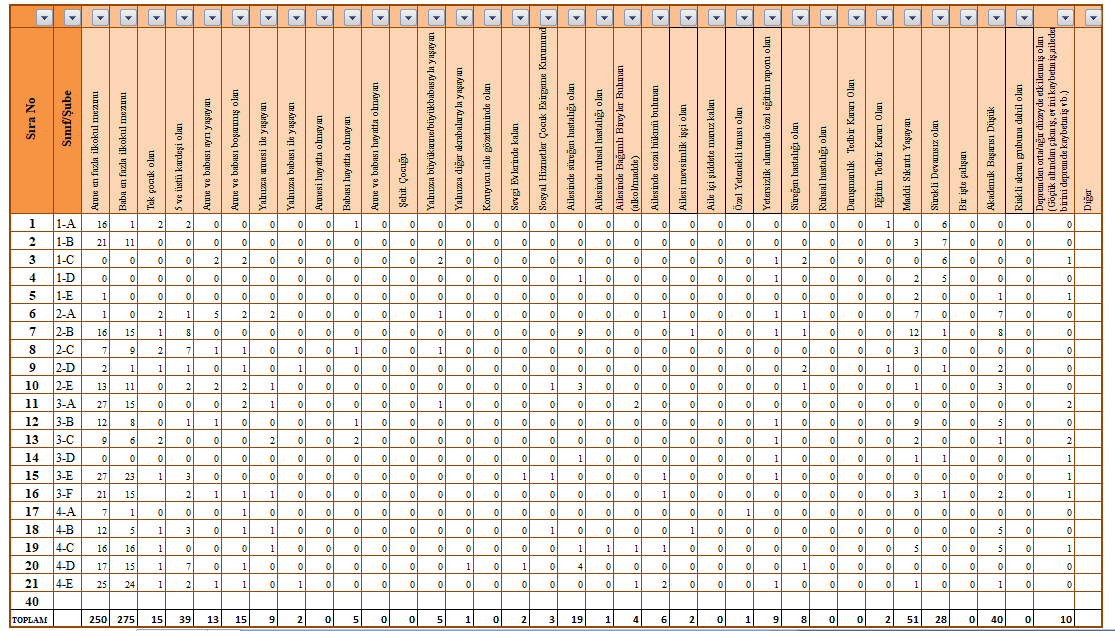 Sıra No
Sınıf/Şube
Anne en fazla ilkokul mezunu
Baba en fazla ilkokul mezunu
Tek çocuk olan
5 ve üstü kardeşi olan
Anne ve babası ayrı yaşayan
Anne ve babası boşanmış olan
Yalnızca annesi ile yaşayan
Yalnızca babası ile yaşayan
Annesi hayatta olmayan
Babası hayatta olmayan
Anne ve babası hayatta olmayan
Şehit Çocuğu
Yalnızca büyükanne/büyükbabasıyla yaşayan
Yalnızca diğer akrabalarıyla yaşayan
Koruyucu aile gözetiminde olan
Sevgi Evlerinde kalan
Sosyal Hizmetler Çocuk Esirgeme Kurumund
Ailesinde süreğen hastalığı olan
Ailesinde ruhsal hastalığı olan
Ailesinde Bağımlı Bireyler Bulunan
(alkol/madde)
Ailesinde cezai hükmü bulunan
Ailesi mevsimlik işçi olan
Aile içi şiddete maruz kalan
Özel Yetenekli tanısı olan
Yetersizlik alanında özel eğitim raporu olan
Süreğen hastalığı olan
Ruhsal hastalığı olan
Danışmanlık Tedbir Kararı Olan
Eğitim Tedbir Kararı Olan
Maddi Sıkıntı Yaşayan
Sürekli Devamsız olan
Bir işte çalışan
Akademik Başarısı Düşük
Riskli akran grubuna dahil olan
Depremden orta/ağır düzeyde etkilenmiş olan
(Göçük altından çıkmış, evini kaybetmiş, ailede
birini depremde kaybetmiş vb.)
Diğer
1 1-A 16 1 2 2 0 0 0 0 0 1 0 0 0 0 0 0 0 0 0 0 0 0 0 0 0 0 0 0 1 0 6 0 0 0 0
2 1-B 21 11 0 0 0 0 0 0 0 0 0 0 0 0 0 0 0 0 0 0 0 0 0 0 0 0 0 0 0 3 7 0 0 0 0
3 1-C 0 0 0 0 2 2 0 0 0 0 0 0 2 0 0 0 0 0 0 0 0 0 0 0 1 2 0 0 0 0 6 0 0 0 1
4 1-D 0 0 0 0 0 0 0 0 0 0 0 0 0 0 0 0 0 1 0 0 0 0 0 0 1 0 0 0 0 2 5 0 0 0 0
5 1-E 1 0 0 0 0 0 0 0 0 0 0 0 0 0 0 0 0 0 0 0 0 0 0 0 0 0 0 0 0 2 0 0 1 0 1
6 2-A 1 0 2 1 5 2 2 0 0 0 0 0 1 0 0 0 0 0 0 0 1 0 0 0 1 1 0 0 0 7 0 0 7 0 0
7 2-B 16 15 1 8 0 0 0 0 0 0 0 0 0 0 0 0 0 9 0 0 0 1 0 0 1 1 0 0 0 12 1 0 8 0 0
8 2-C 7 9 2 7 1 1 0 0 0 1 0 0 1 0 0 0 0 0 0 0 0 0 0 0 0 0 0 0 0 3 0 0 0 0 0
9 2-D 2 1 1 1 0 1 0 1 0 0 0 0 0 0 0 0 0 0 0 0 0 0 0 0 0 2 0 0 1 0 1 0 2 0 0
10 2-E 13 11 0 2 2 2 1 0 0 0 0 0 0 0 0 0 1 3 0 0 0 0 0 0 0 1 0 0 0 1 0 0 3 0 0
11 3-A 27 15 0 0 0 2 1 0 0 0 0 0 1 0 0 0 0 0 0 2 0 0 0 0 0 0 0 0 0 0 0 0 0 0 2
12 3-B 12 8 0 1 1 0 0 0 0 1 0 0 0 0 0 0 0 0 0 0 0 0 0 0 1 0 0 0 0 9 0 0 5 0 0
13 3-C 9 6 2 0 0 0 2 0 0 2 0 0 0 0 0 0 0 0 0 0 0 0 0 0 1 0 0 0 0 2 0 0 1 0 2
14 3-D 0 0 0 0 0 0 0 0 0 0 0 0 0 0 0 0 0 1 0 0 0 0 0 0 1 0 0 0 0 1 1 0 0 0 1
15 3-E 27 23 1 3 0 0 0 0 0 0 0 0 0 0 0 1 1 0 0 0 1 0 0 0 1 0 0 0 0 0 0 0 0 0 1
16 3-F 21 15 2 1 1 1 0 0 0 0 0 0 0 0 0 0 0 0 0 1 0 0 0 0 0 0 0 0 3 1 0 2 0 1
17 4-A 7 1 0 0 0 1 0 0 0 0 0 0 0 0 0 0 0 0 0 0 0 0 0 1 0 0 0 0 0 0 0 0 0 0 0
18 4-B 12 5 1 3 0 1 1 0 0 0 0 0 0 0 0 0 1 0 0 0 0 1 0 0 0 0 0 0 0 0 0 0 5 0 0
19 4-C 16 16 1 0 0 0 1 0 0 0 0 0 0 0 0 0 0 1 1 1 1 0 0 0 0 0 0 0 0 5 0 0 5 0 1
20 4-D 17 15 1 7 0 1 0 0 0 0 0 0 0 1 0 1 0 4 0 0 0 0 0 0 0 1 0 0 0 0 0 0 0 0 0
21 4-E 25 24 1 2 1 1 0 1 0 0 0 0 0 0 0 0 0 0 0 1 2 0 0 0 1 0 0 0 0 1 0 0 1 0 0
40
TOPLAM 250 275 15 39 13 15 9 2 0 5 0 0 5 1 0 2 3 19 1 4 6 2 0 1 9 8 0 0 2 51 28 0 40 0 10